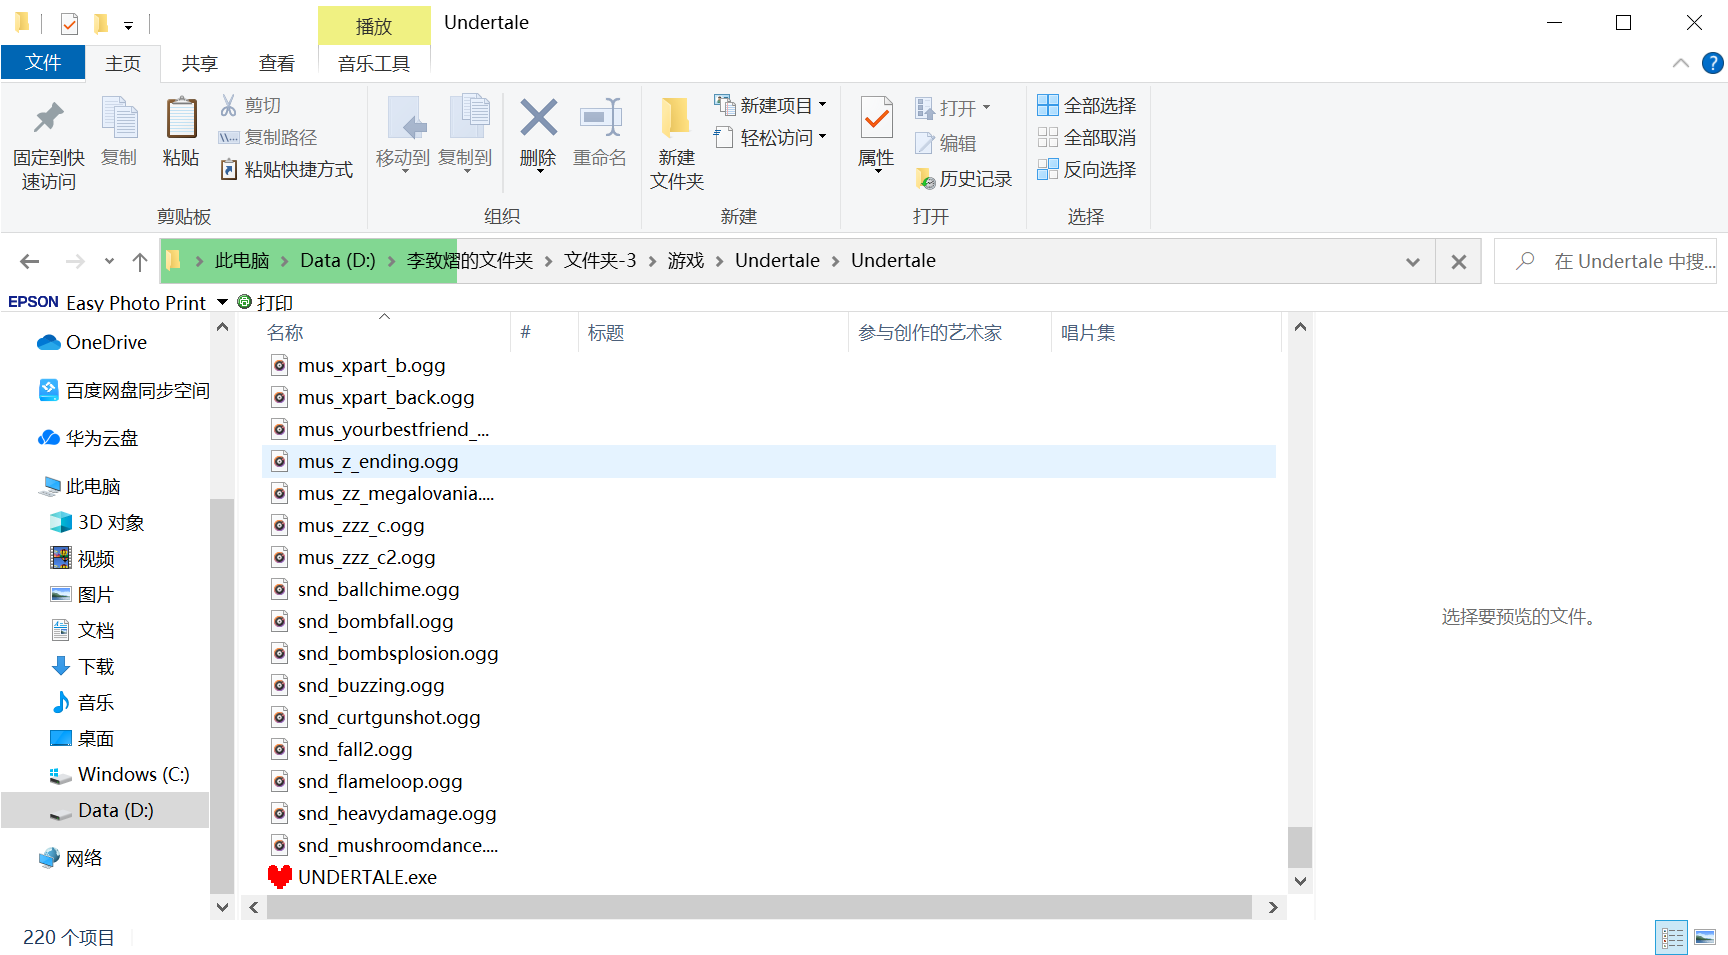 Undertale
播放
文件 主页 共享 查看 音乐工具
固定到快
速访问
复制
粘贴
剪切
复制路径
粘贴快捷方式
剪贴板
移动到
复制到
删除
重命名
组织
新建
文件夹
新建项目
轻松访问
新建
属性
打开
编辑
历史记录
打开
全部选择
全部取消
反向选择
选择
此电脑 Data (D:) 李致熠的文件夹 文件夹-3 游戏 Undertale Undertale
在 Undertale 中搜...
EPSON Easy Photo Print 打印
OneDrive
百度网盘同步空间
华为云盘
此电脑
3D 对象
视频
图片
文档
下载
音乐
桌面
Windows (C:)
Data (D:)
网络
名称 # 标题 参与创作的艺术家 唱片集
mus_xpart_b.ogg
mus_xpart_back.ogg
mus_yourbestfriend_...
mus_z_ending.ogg
mus_zz_megalovania....
mus_zzz_c.ogg
mus_zzz_c2.ogg
snd_ballchime.ogg
snd_bombfall.ogg
snd_bombsplosion.ogg
snd_buzzing.ogg
snd_curtgunshot.ogg
snd_fall2.ogg
snd_flameloop.ogg
snd_heavydamage.ogg
snd_mushroomdance....
UNDERTALE.exe
选择要预览的文件。
220 个项目